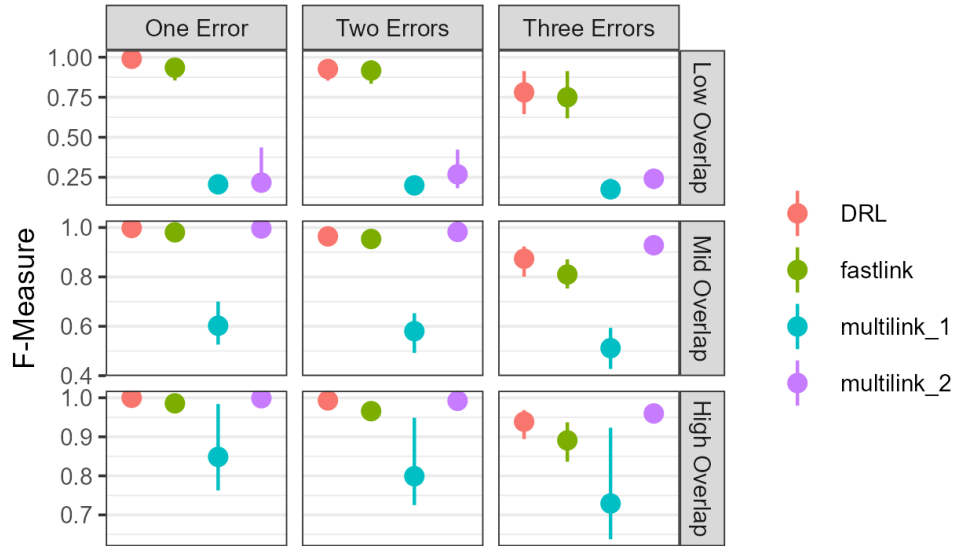 One Error
Two Errors
Three Errors
F-Measure
1.00
0.75
0.50
0.25
Low Overlap
1.0
0.8
0.6
0.4
Mid Overlap
1.0
0.9
0.8
0.7
High Overlap
DRL
fastlink
multilink_1
multilink_2